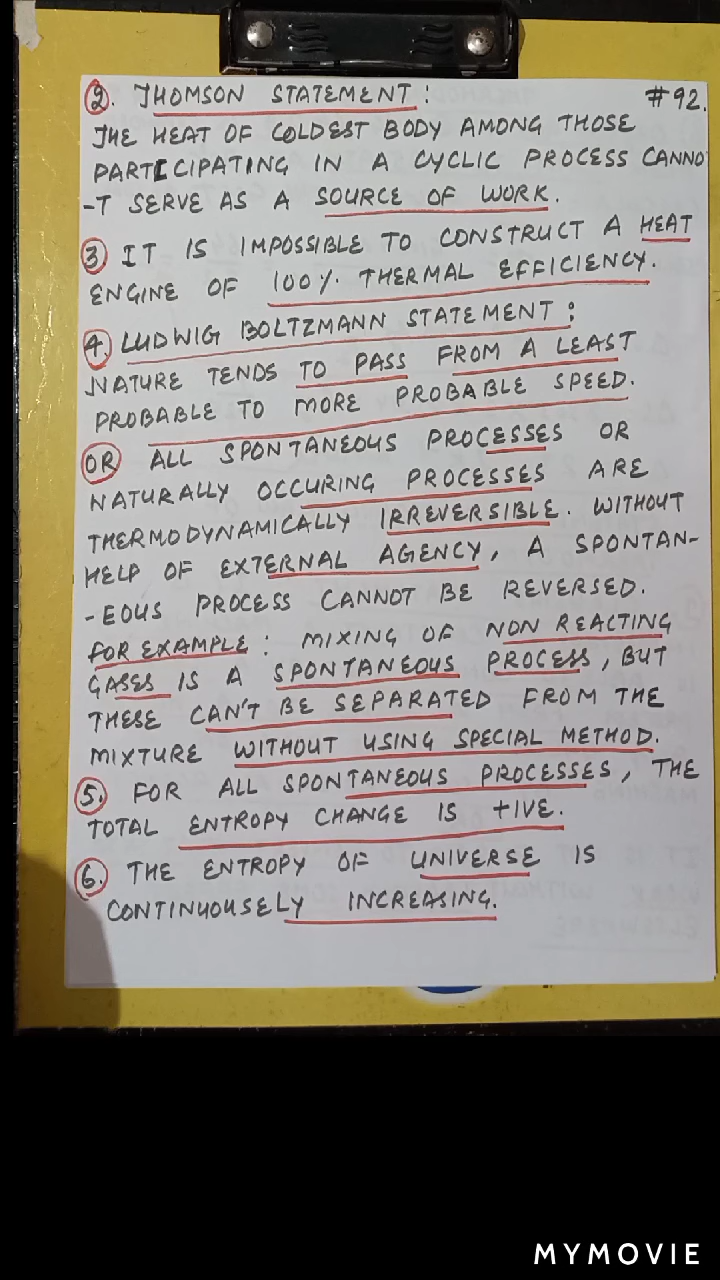 2. THOMSON STATEMENT: #92.
THE HEAT OF COLDEST BODY AMONG THOSE
PARTICIPATING IN A CYCLIC PROCESS CANNO
-T SERVE AS A SOURCE OF WORK.
3 IT IS IMPOSSIBLE TO CONSTRUCT A HEAT
ENGINE OF 100% THERMAL EFFICIENCY.
4. LUDWIG BOLTZMANN STATEMENT:
NATURE TENDS TO PASS FROM A LEAST
PROBABLE TO MORE PROBABLE SPEED.
OR ALL SPONTANEOUS PROCESSES OR
NATURALLY OCCURING PROCESSES ARE
THERMODYNAMICALLY IRREVERSIBLE. WITHOUT
HELP OF EXTERNAL AGENCY, A SPONTAN-
-EOUS PROCESS CANNOT BE REVERSED.
FOR EXAMPLE: MIXING OF NON REACTING
GASES IS A SPONTANEOUS PROCESS, BUT
THESE CAN'T BE SEPARATED FROM THE
MIXTURE WITHOUT USING SPECIAL METHOD.
5. FOR ALL SPONTANEOUS PROCESSES, THE
TOTAL ENTROPY CHANGE IS +IVE.
6. THE ENTROPY OF UNIVERSE IS
CONTINUOUSELY INCREASING.
MYMOVIE